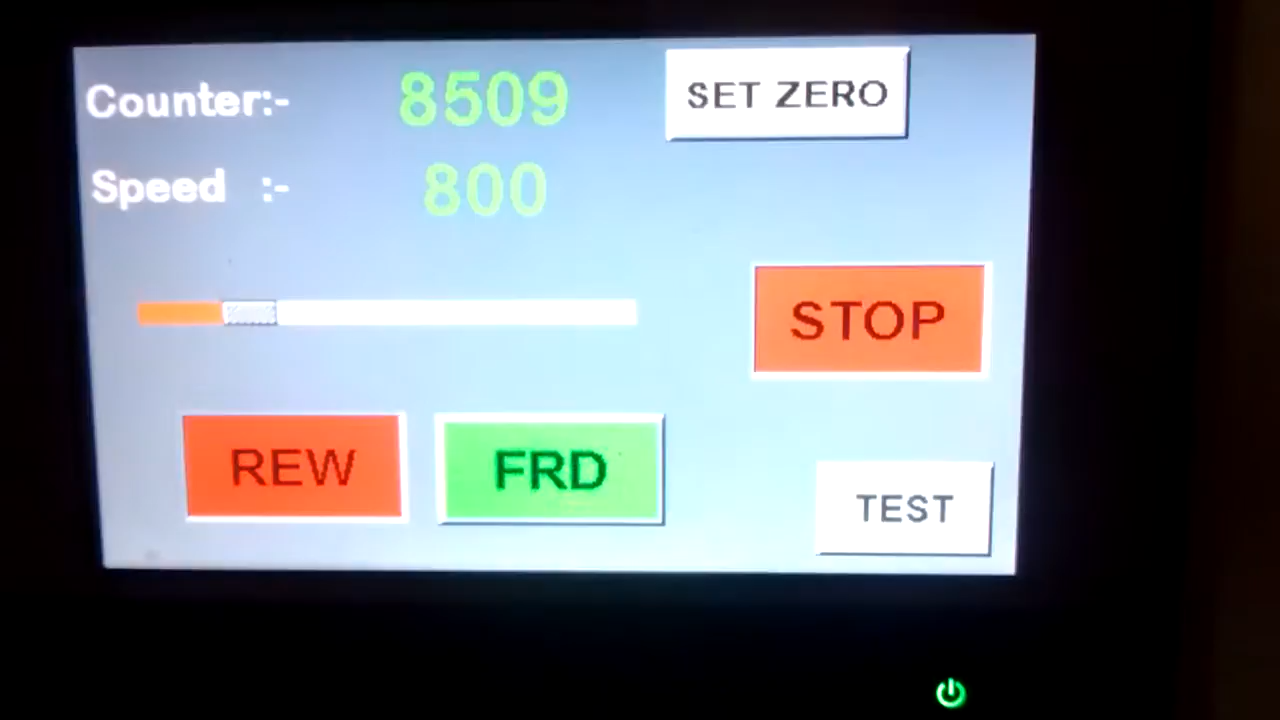 Counter:- 8509 SET ZERO
Speed :- 800
STOP
REW FRD
TEST